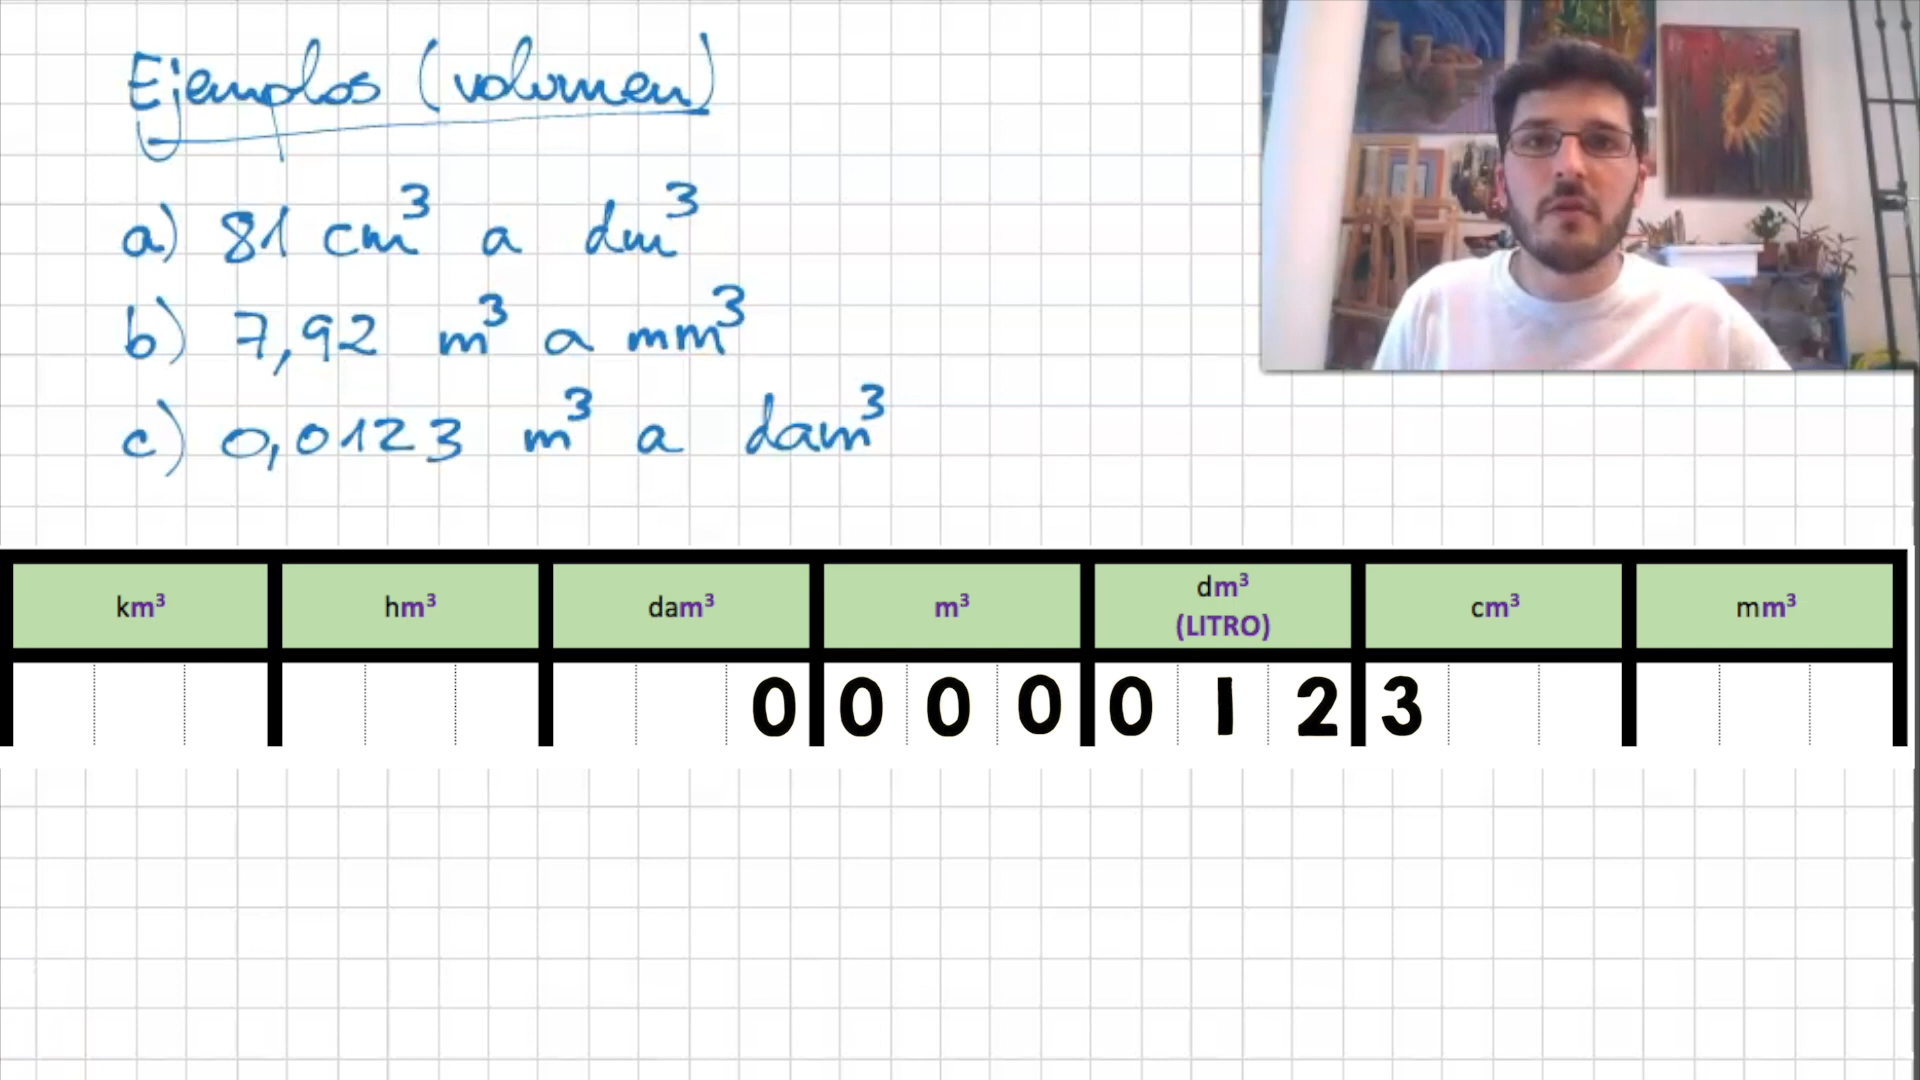 Ejemplos (volumen)
a) 81 cm³ a dm³
b) 7,92 m³ a mm³
c) 0,0123 m³ a dam³
km³ hm³ dam³ m³ dm³ (LITRO) cm³ mm³
0 0 0 0 0 1 2 3